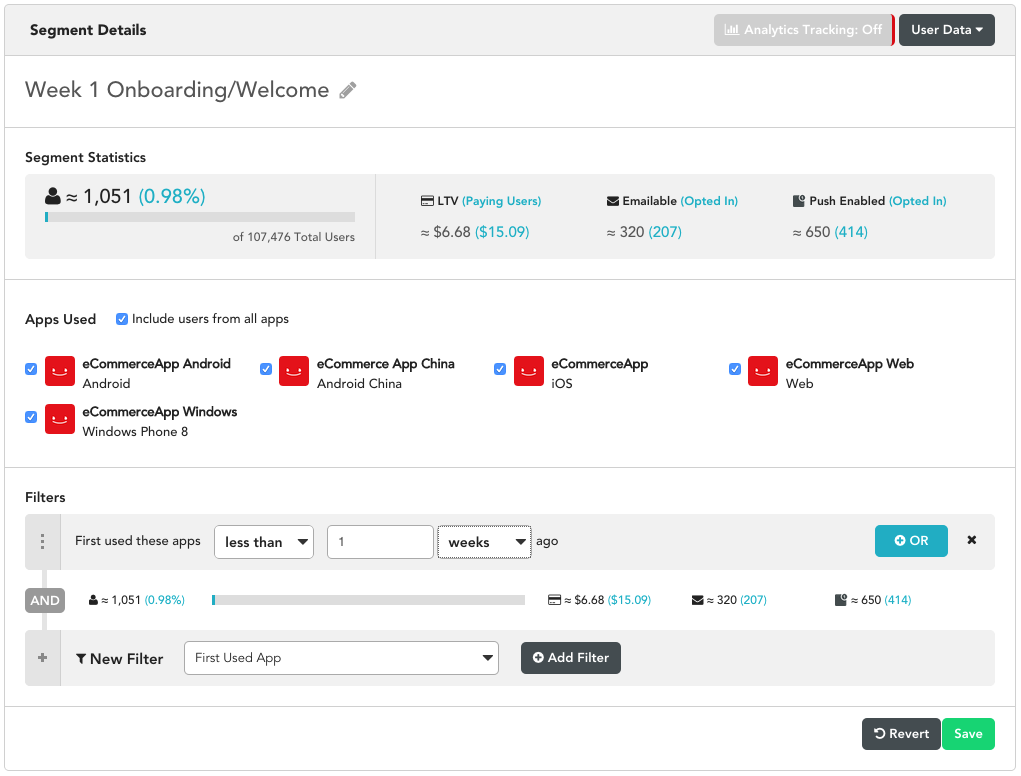 Segment Details
Analytics Tracking: Off
User Data
Week 1 Onboarding/Welcome
Segment Statistics
≈ 1,051 (0.98%)
of 107,476 Total Users
LTV (Paying Users)
≈ $6.68 ($15.09)
Emailable (Opted In)
≈ 320 (207)
Push Enabled (Opted In)
≈ 650 (414)
Apps Used
Include users from all apps
eCommerceApp Android
Android
eCommerce App China
Android China
eCommerceApp
iOS
eCommerceApp Web
Web
eCommerceApp Windows
Windows Phone 8
Filters
First used these apps less than 1 weeks ago
OR
AND ≈ 1,051 (0.98%) ≈ $6.68 ($15.09) ≈ 320 (207) ≈ 650 (414)
New Filter First Used App Add Filter
Revert Save